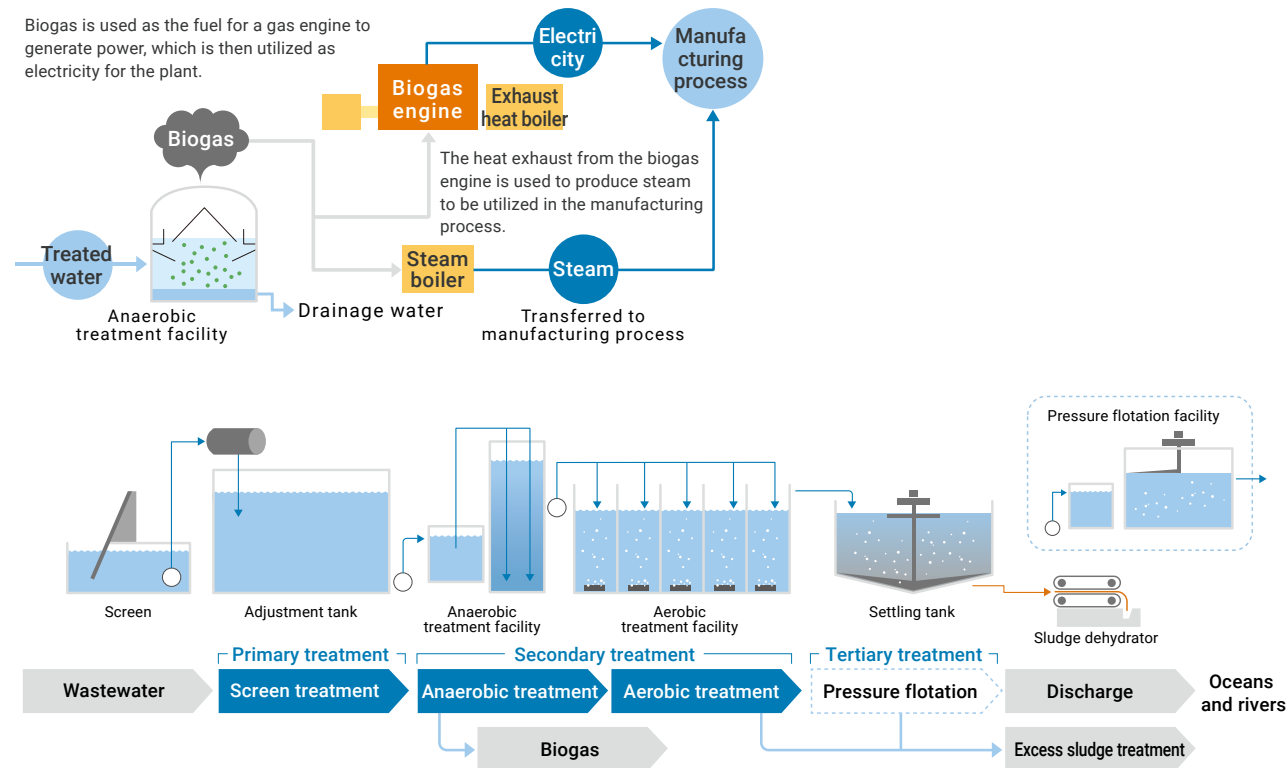 Biogas is used as the fuel for a gas engine to
generate power, which is then utilized as
electricity for the plant.
Electri
city
Manufa
cturing
process
Biogas
engine
Exhaust
heat boiler
Biogas
The heat exhaust from the biogas
engine is used to produce steam
to be utilized in the manufacturing
process.
Treated
water
Steam
boiler
Steam
Drainage water
Anaerobic
treatment facility
Transferred to
manufacturing process
Pressure flotation facility
Screen
Adjustment tank
Anaerobic
treatment facility
Aerobic
treatment facility
Settling tank
Sludge dehydrator
Primary treatment
Secondary treatment
Tertiary treatment
Wastewater
Screen treatment
Anaerobic treatment
Aerobic treatment
Pressure flotation
Discharge
Oceans
and rivers
Biogas
Excess sludge treatment